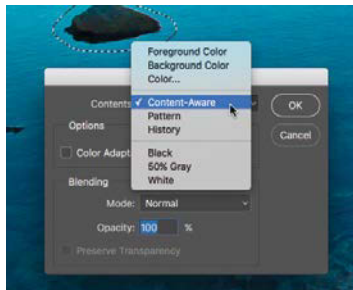 Foreground Color
Background Color
Color...
Contents ✓ Content-Aware OK
Pattern
Options History
Cancel
Color Adapt Black
50% Gray
Blending White
Mode: Normal
Opacity: 100 %
Preserve Transparency